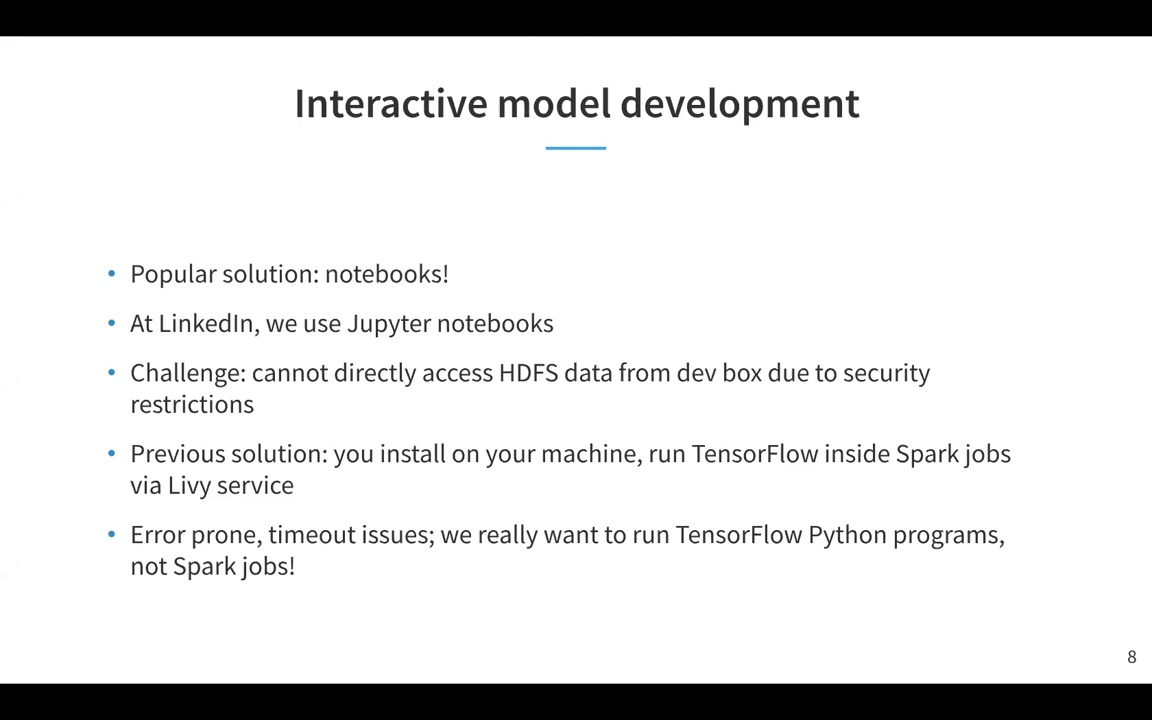 Interactive model development
• Popular solution: notebooks!
• At LinkedIn, we use Jupyter notebooks
• Challenge: cannot directly access HDFS data from dev box due to security
restrictions
• Previous solution: you install on your machine, run TensorFlow inside Spark jobs
via Livy service
• Error prone, timeout issues; we really want to run TensorFlow Python programs,
not Spark jobs!
8